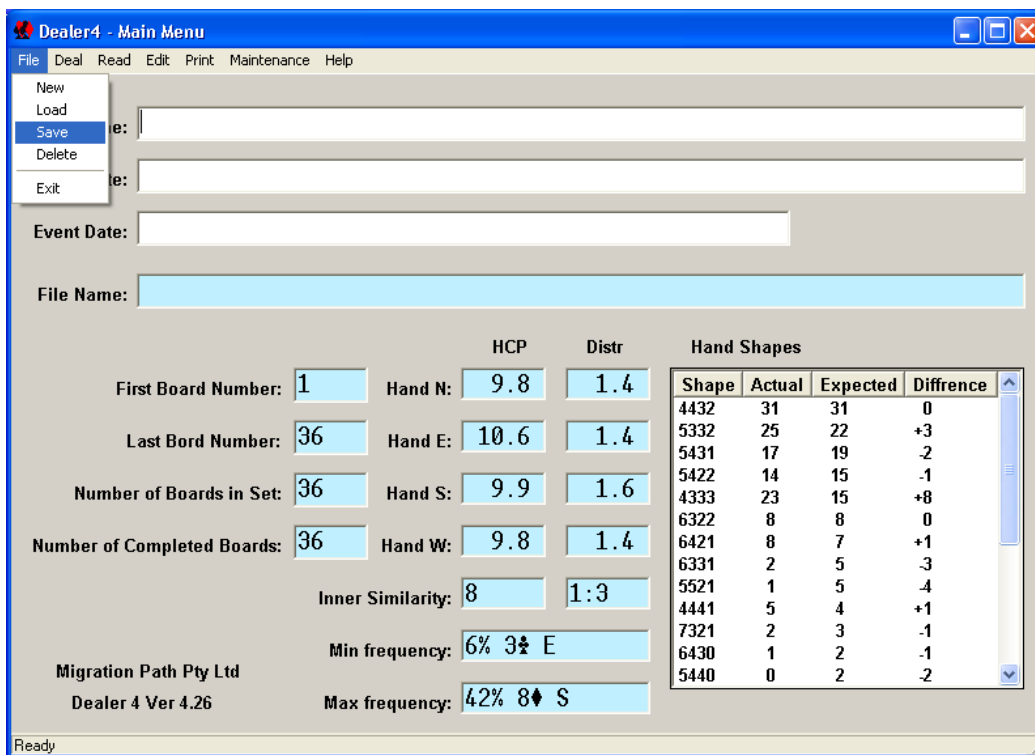 Dealer4 - Main Menu
File Deal Read Edit Print Maintenance Help
New
Load
Save
Delete
Exit
e:
te:
Event Date:
File Name:
HCP Distr Hand Shapes
First Board Number: 1 Hand N: 9.8 1.4
Last Bord Number: 36 Hand E: 10.6 1.4
Number of Boards in Set: 36 Hand S: 9.9 1.6
Number of Completed Boards: 36 Hand W: 9.8 1.4
Inner Similarity: 8 1:3
Min frequency: 6% 3♣ E
Max frequency: 42% 8♦ S
Shape Actual Expected Diffrence
4432 31 31 0
5332 25 22 +3
5431 17 19 -2
5422 14 15 -1
4333 23 15 +8
6322 8 8 0
6421 8 7 +1
6331 2 5 -3
5521 1 5 -4
4441 5 4 +1
7321 2 3 -1
6430 1 2 -1
5440 0 2 -2
Migration Path Pty Ltd
Dealer 4 Ver 4.26
Ready